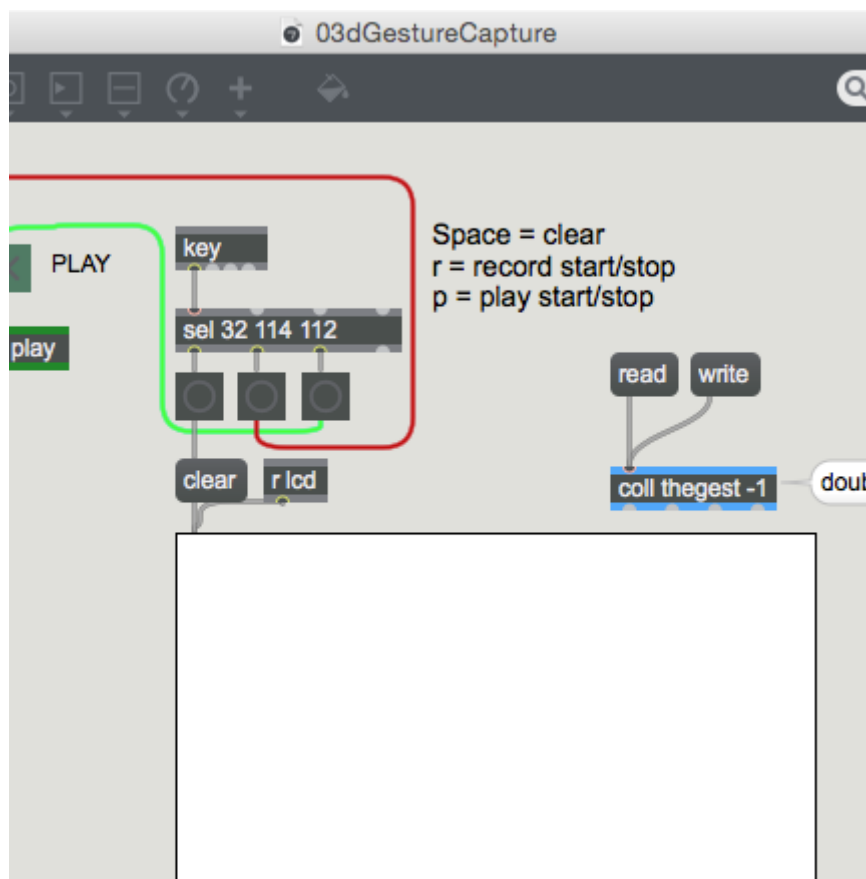 03dGestureCapture
PLAY
key
Space = clear
r = record start/stop
p = play start/stop
sel 32 114 112
play
read
write
clear
r lcd
coll thegest -1